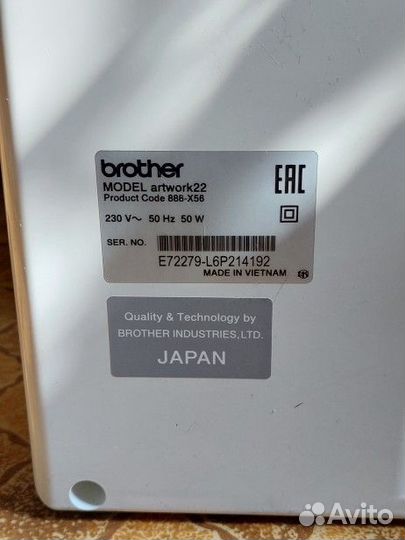 brother
MODEL artwork22
EAC
Product Code 888-X56
230 V~ 50 Hz 50 W
SER. NO.
E72279-L6P214192
MADE IN VIETNAM
Quality & Technology by
BROTHER INDUSTRIES,LTD.
JAPAN
Avito